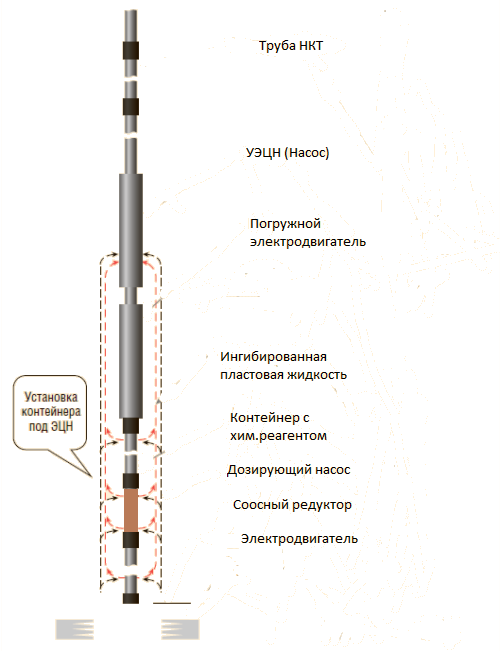 Труба НКТ
УЭЦН (Насос)
Погружной
электродвигатель
Ингибированная
пластовая жидкость
Установка
контейнера
под ЭЦН
Контейнер с
хим.реагентом
Дозирующий насос
Соосный редуктор
Электродвигатель